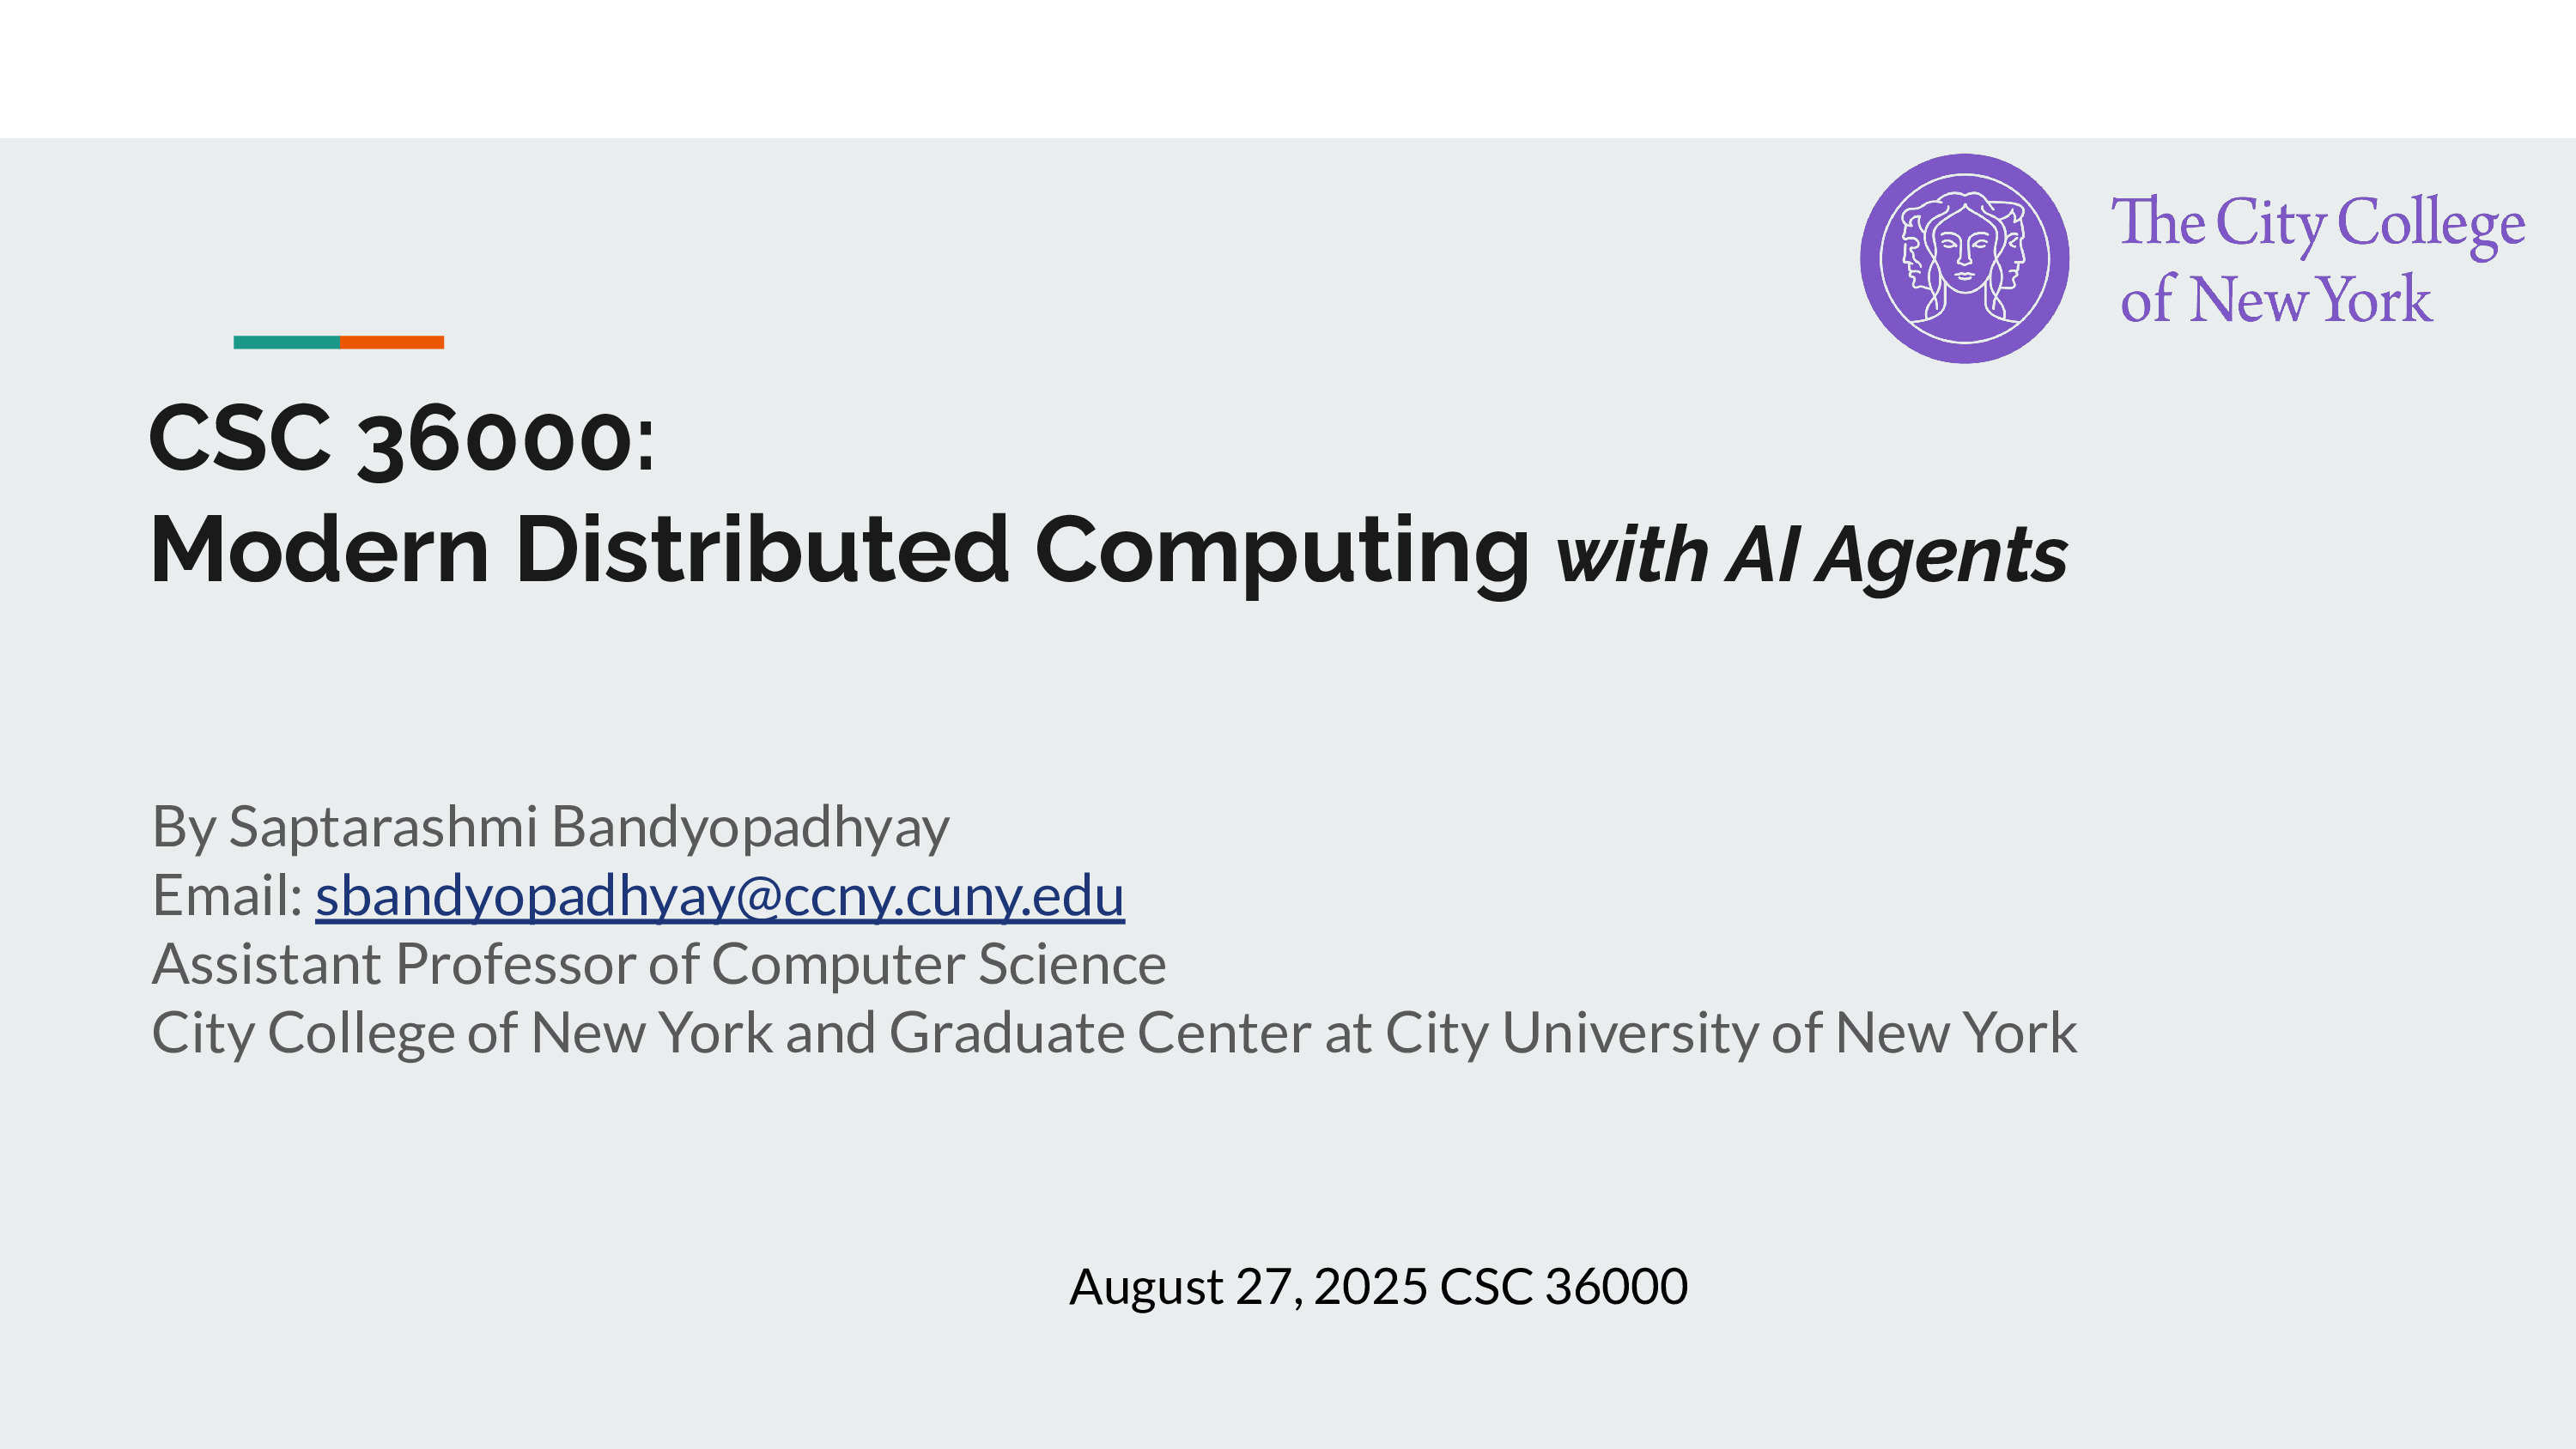 The City College
of New York
CSC 36000:
Modern Distributed Computing with AI Agents
By Saptarashmi Bandyopadhyay
Email: sbandyopadhyay@ccny.cuny.edu
Assistant Professor of Computer Science
City College of New York and Graduate Center at City University of New York
August 27, 2025 CSC 36000